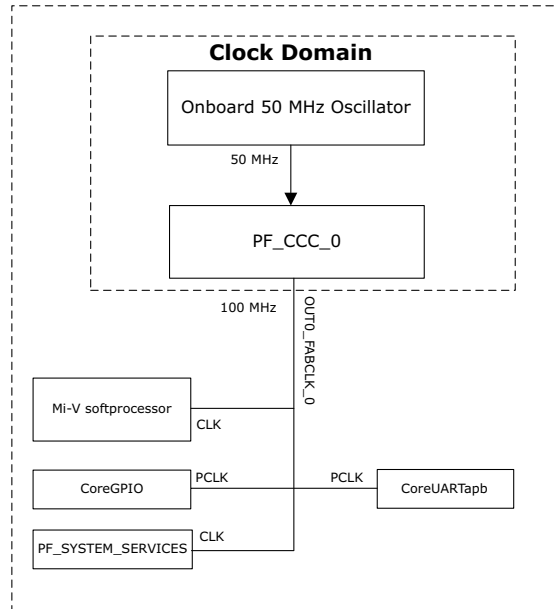 Clock Domain
Onboard 50 MHz Oscillator
50 MHz
PF_CCC_0
100 MHz
OUT0_FABCLK_0
Mi-V softprocessor
CLK
CoreGPIO
PCLK
PCLK
CoreUARTapb
PF_SYSTEM_SERVICES
CLK